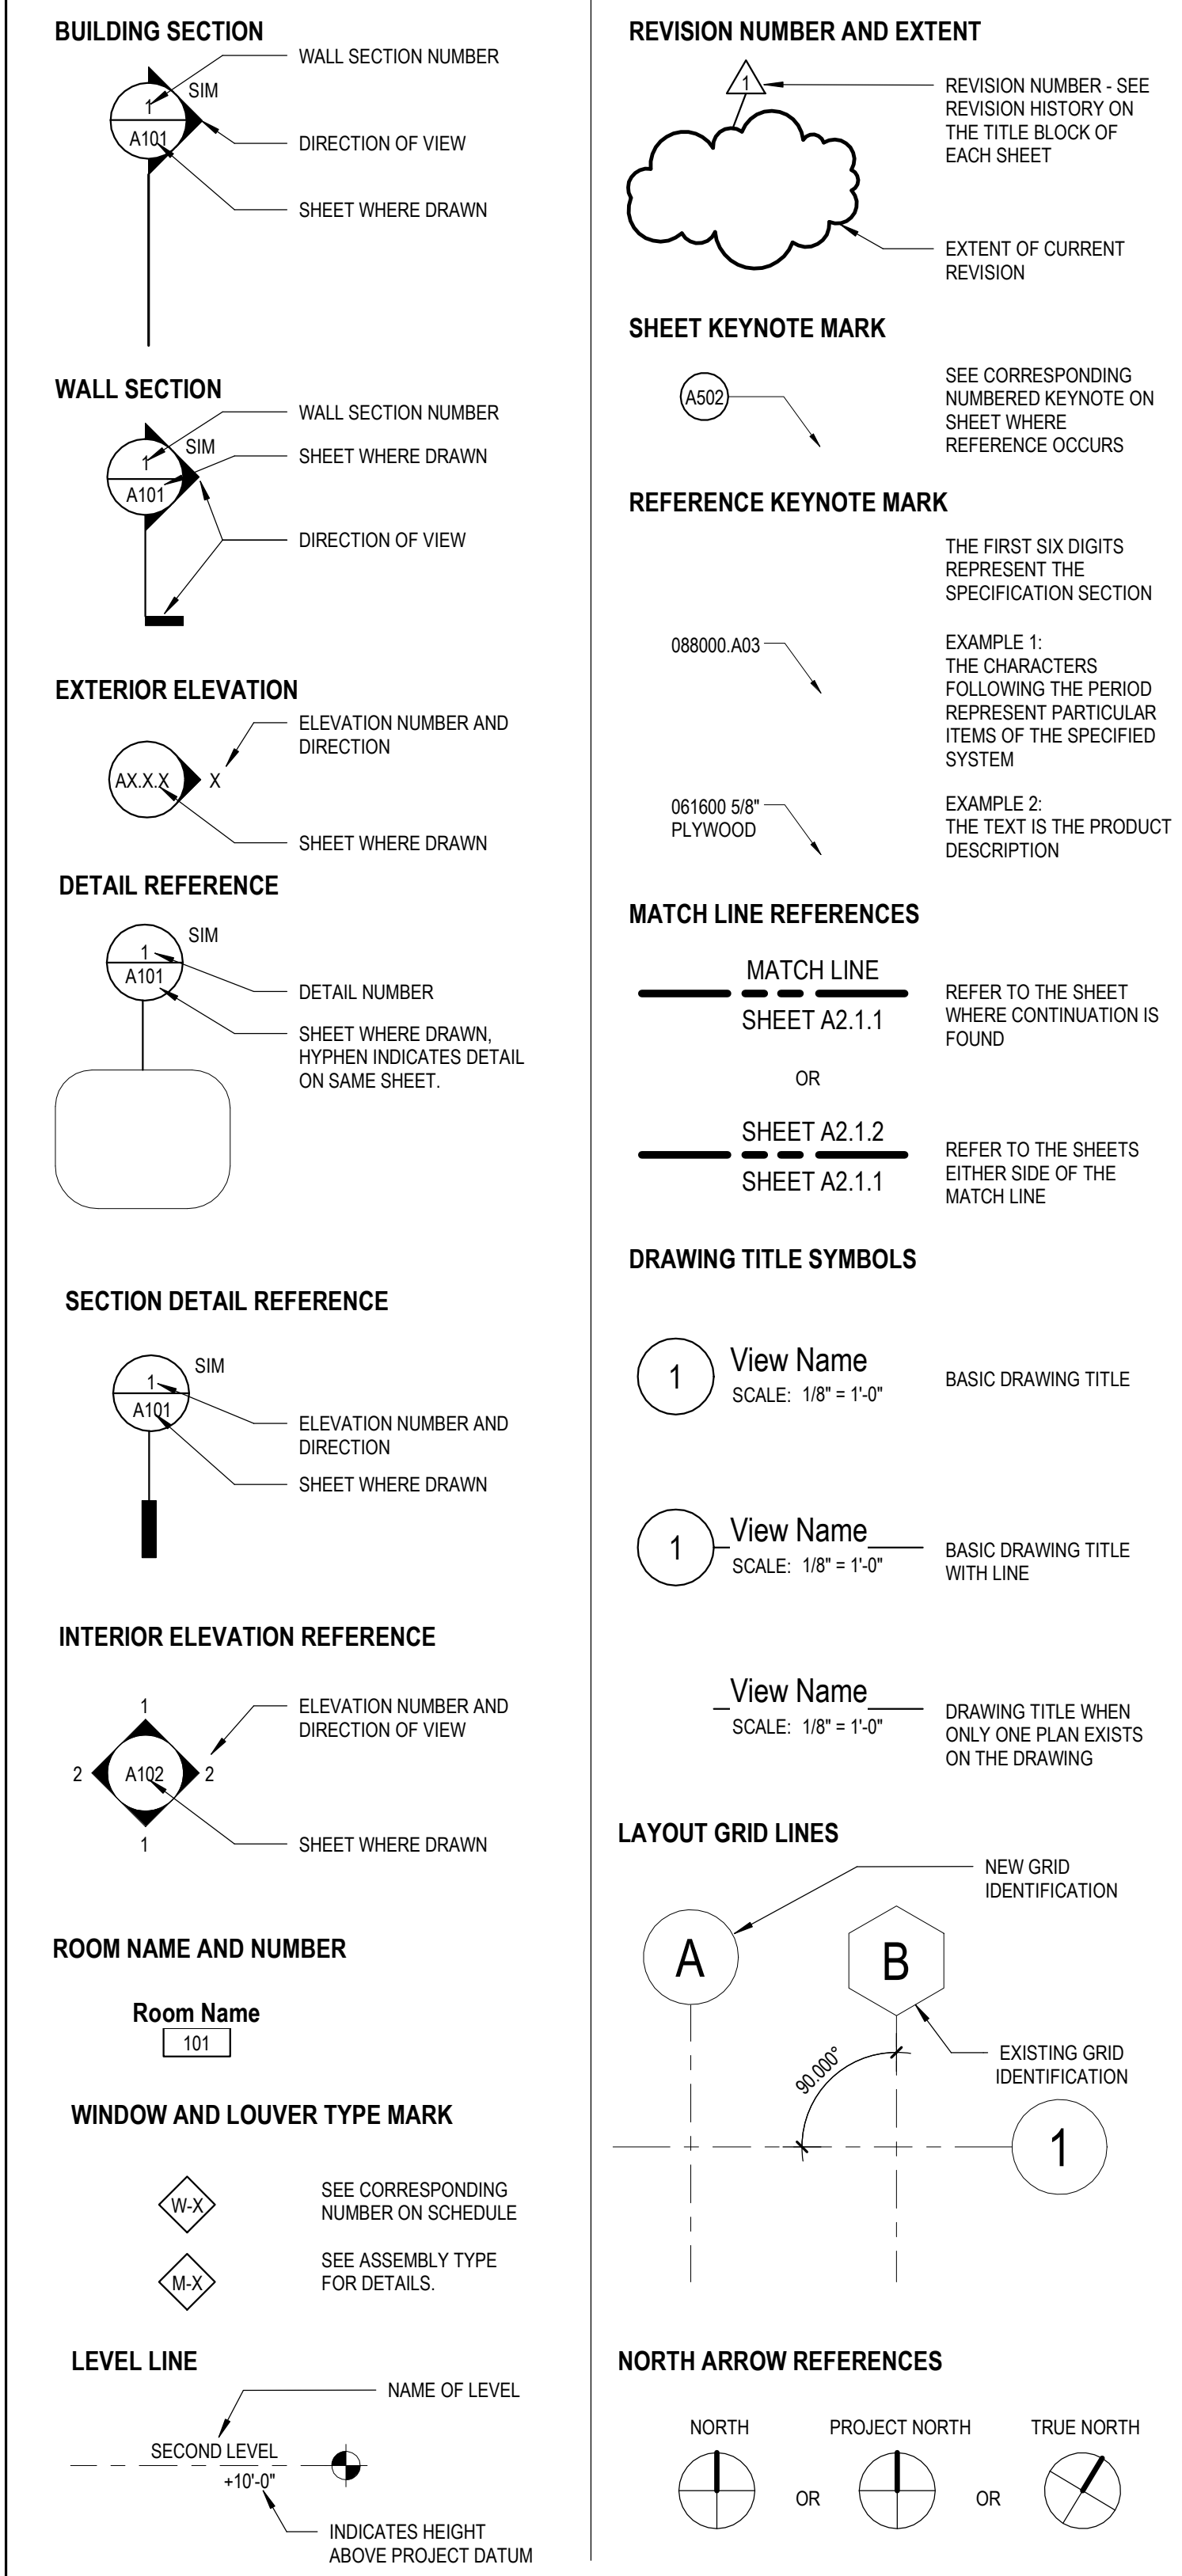 BUILDING SECTION
WALL SECTION NUMBER
SIM
1
A101
DIRECTION OF VIEW
SHEET WHERE DRAWN
WALL SECTION
WALL SECTION NUMBER
SIM
1
A101
SHEET WHERE DRAWN
DIRECTION OF VIEW
EXTERIOR ELEVATION
ELEVATION NUMBER AND
DIRECTION
AX.X.X
X
SHEET WHERE DRAWN
DETAIL REFERENCE
SIM
1
A101
DETAIL NUMBER
SHEET WHERE DRAWN,
HYPHEN INDICATES DETAIL
ON SAME SHEET.
SECTION DETAIL REFERENCE
SIM
1
A101
ELEVATION NUMBER AND
DIRECTION
SHEET WHERE DRAWN
INTERIOR ELEVATION REFERENCE
1
ELEVATION NUMBER AND
DIRECTION OF VIEW
2
A102
2
1
SHEET WHERE DRAWN
ROOM NAME AND NUMBER
Room Name
101
WINDOW AND LOUVER TYPE MARK
W-X
SEE CORRESPONDING
NUMBER ON SCHEDULE
M-X
SEE ASSEMBLY TYPE
FOR DETAILS.
LEVEL LINE
NAME OF LEVEL
SECOND LEVEL
+10'-0"
INDICATES HEIGHT
ABOVE PROJECT DATUM
REVISION NUMBER AND EXTENT
1
REVISION NUMBER - SEE
REVISION HISTORY ON
THE TITLE BLOCK OF
EACH SHEET
EXTENT OF CURRENT
REVISION
SHEET KEYNOTE MARK
A502
SEE CORRESPONDING
NUMBERED KEYNOTE ON
SHEET WHERE
REFERENCE OCCURS
REFERENCE KEYNOTE MARK
THE FIRST SIX DIGITS
REPRESENT THE
SPECIFICATION SECTION
088000.A03
EXAMPLE 1:
THE CHARACTERS
FOLLOWING THE PERIOD
REPRESENT PARTICULAR
ITEMS OF THE SPECIFIED
SYSTEM
061600 5/8"
PLYWOOD
EXAMPLE 2:
THE TEXT IS THE PRODUCT
DESCRIPTION
MATCH LINE REFERENCES
MATCH LINE
SHEET A2.1.1
REFER TO THE SHEET
WHERE CONTINUATION IS
FOUND
OR
SHEET A2.1.2
SHEET A2.1.1
REFER TO THE SHEETS
EITHER SIDE OF THE
MATCH LINE
DRAWING TITLE SYMBOLS
1
View Name
SCALE: 1/8" = 1'-0"
BASIC DRAWING TITLE
1
View Name
SCALE: 1/8" = 1'-0"
BASIC DRAWING TITLE
WITH LINE
View Name
SCALE: 1/8" = 1'-0"
DRAWING TITLE WHEN
ONLY ONE PLAN EXISTS
ON THE DRAWING
LAYOUT GRID LINES
NEW GRID
IDENTIFICATION
A
B
90.000°
EXISTING GRID
IDENTIFICATION
1
NORTH ARROW REFERENCES
NORTH
PROJECT NORTH
TRUE NORTH
OR
OR